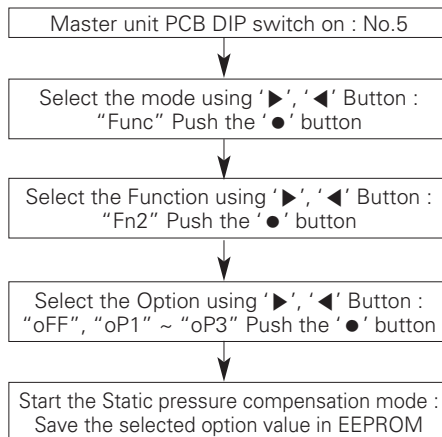 Master unit PCB DIP switch on : No.5
Select the mode using ‘▶’, ‘◀’ Button :
“Func” Push the ‘●’ button
Select the Function using ‘▶’, ‘◀’ Button :
“Fn2” Push the ‘●’ button
Select the Option using ‘▶’, ‘◀’ Button :
“oFF”, “oP1” ~ “oP3” Push the ‘●’ button
Start the Static pressure compensation mode :
Save the selected option value in EEPROM